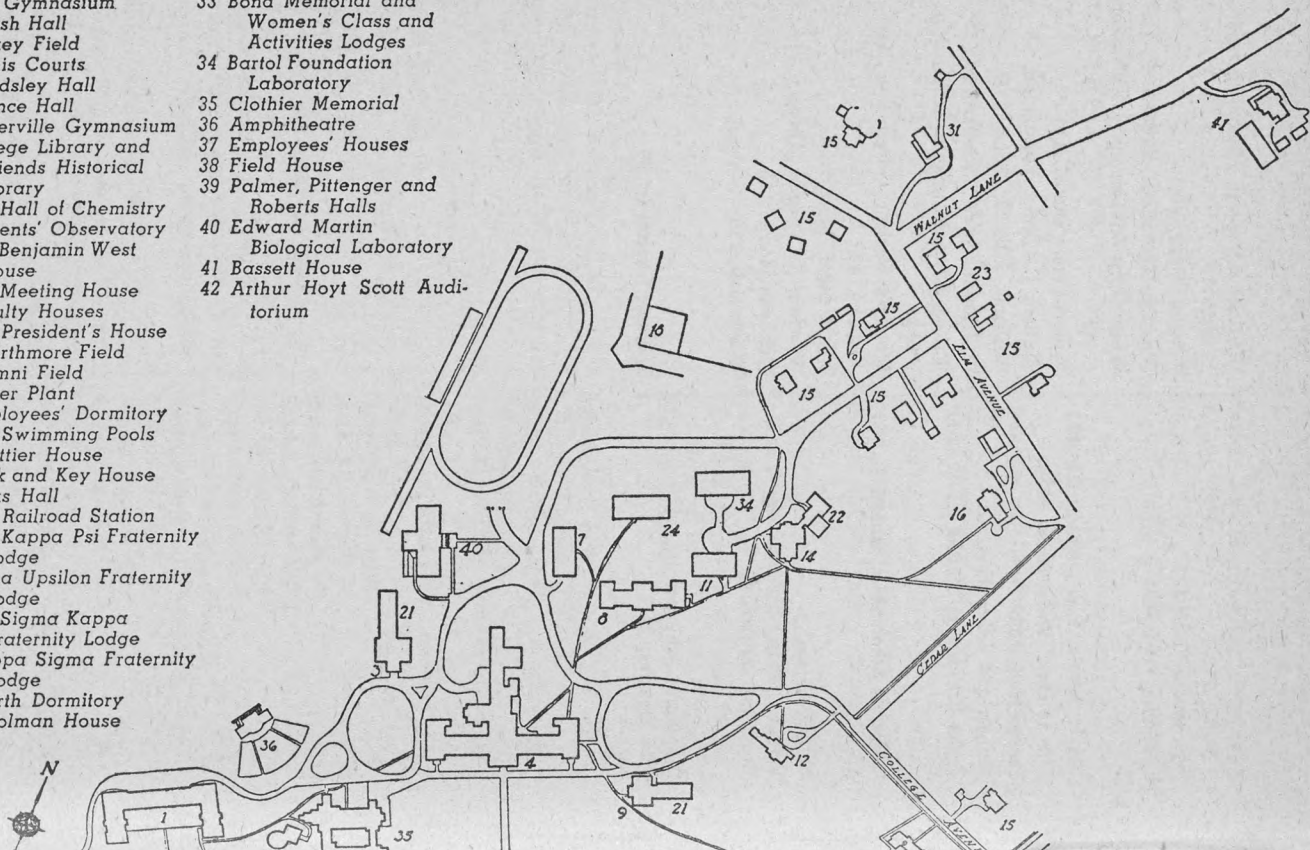 Gymnasium
sh Hall
ey Field
is Courts
dsley Hall
nce Hall
erville Gymnasium
ege Library and
iends Historical
brary
Hall of Chemistry
ents' Observatory
Benjamin West
ouse
Meeting House
ulty Houses
President's House
rthmore Field
mni Field
er Plant
ployees' Dormitory
Swimming Pools
ttier House
k and Key House
s Hall
Railroad Station
Kappa Psi Fraternity
odge
a Upsilon Fraternity
odge
Sigma Kappa
raternity Lodge
ppa Sigma Fraternity
odge
rth Dormitory
olman House
33 Bond Memorial and
Women's Class and
Activities Lodges
34 Bartol Foundation
Laboratory
35 Clothier Memorial
36 Amphitheatre
37 Employees' Houses
38 Field House
39 Palmer, Pittenger and
Roberts Halls
40 Edward Martin
Biological Laboratory
41 Bassett House
42 Arthur Hoyt Scott Audi-
torium
41
15
31
WALNUT LANE
15
15
23
18
15
15
ELM AVENUE
15
15
16
34
24
22
7
40
14
11
8
21
CEDAR LANE
36
4
12
COLLEGE AVENU
N
1
35
9
21
15